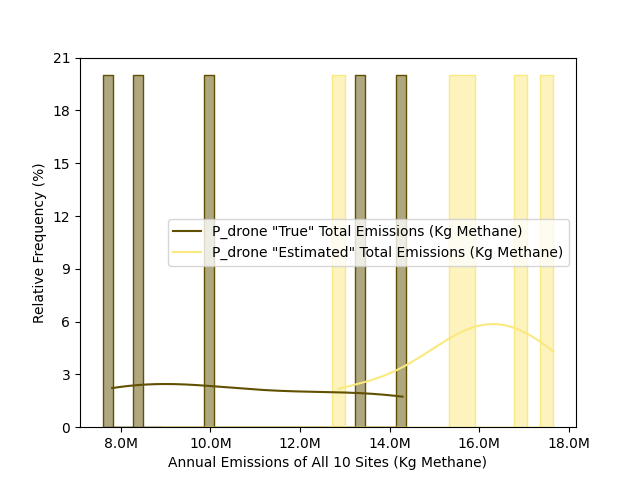 21
18
15
12
9
6
3
0
Relative Frequency (%)
P_drone "True" Total Emissions (Kg Methane)
P_drone "Estimated" Total Emissions (Kg Methane)
8.0M 10.0M 12.0M 14.0M 16.0M 18.0M
Annual Emissions of All 10 Sites (Kg Methane)